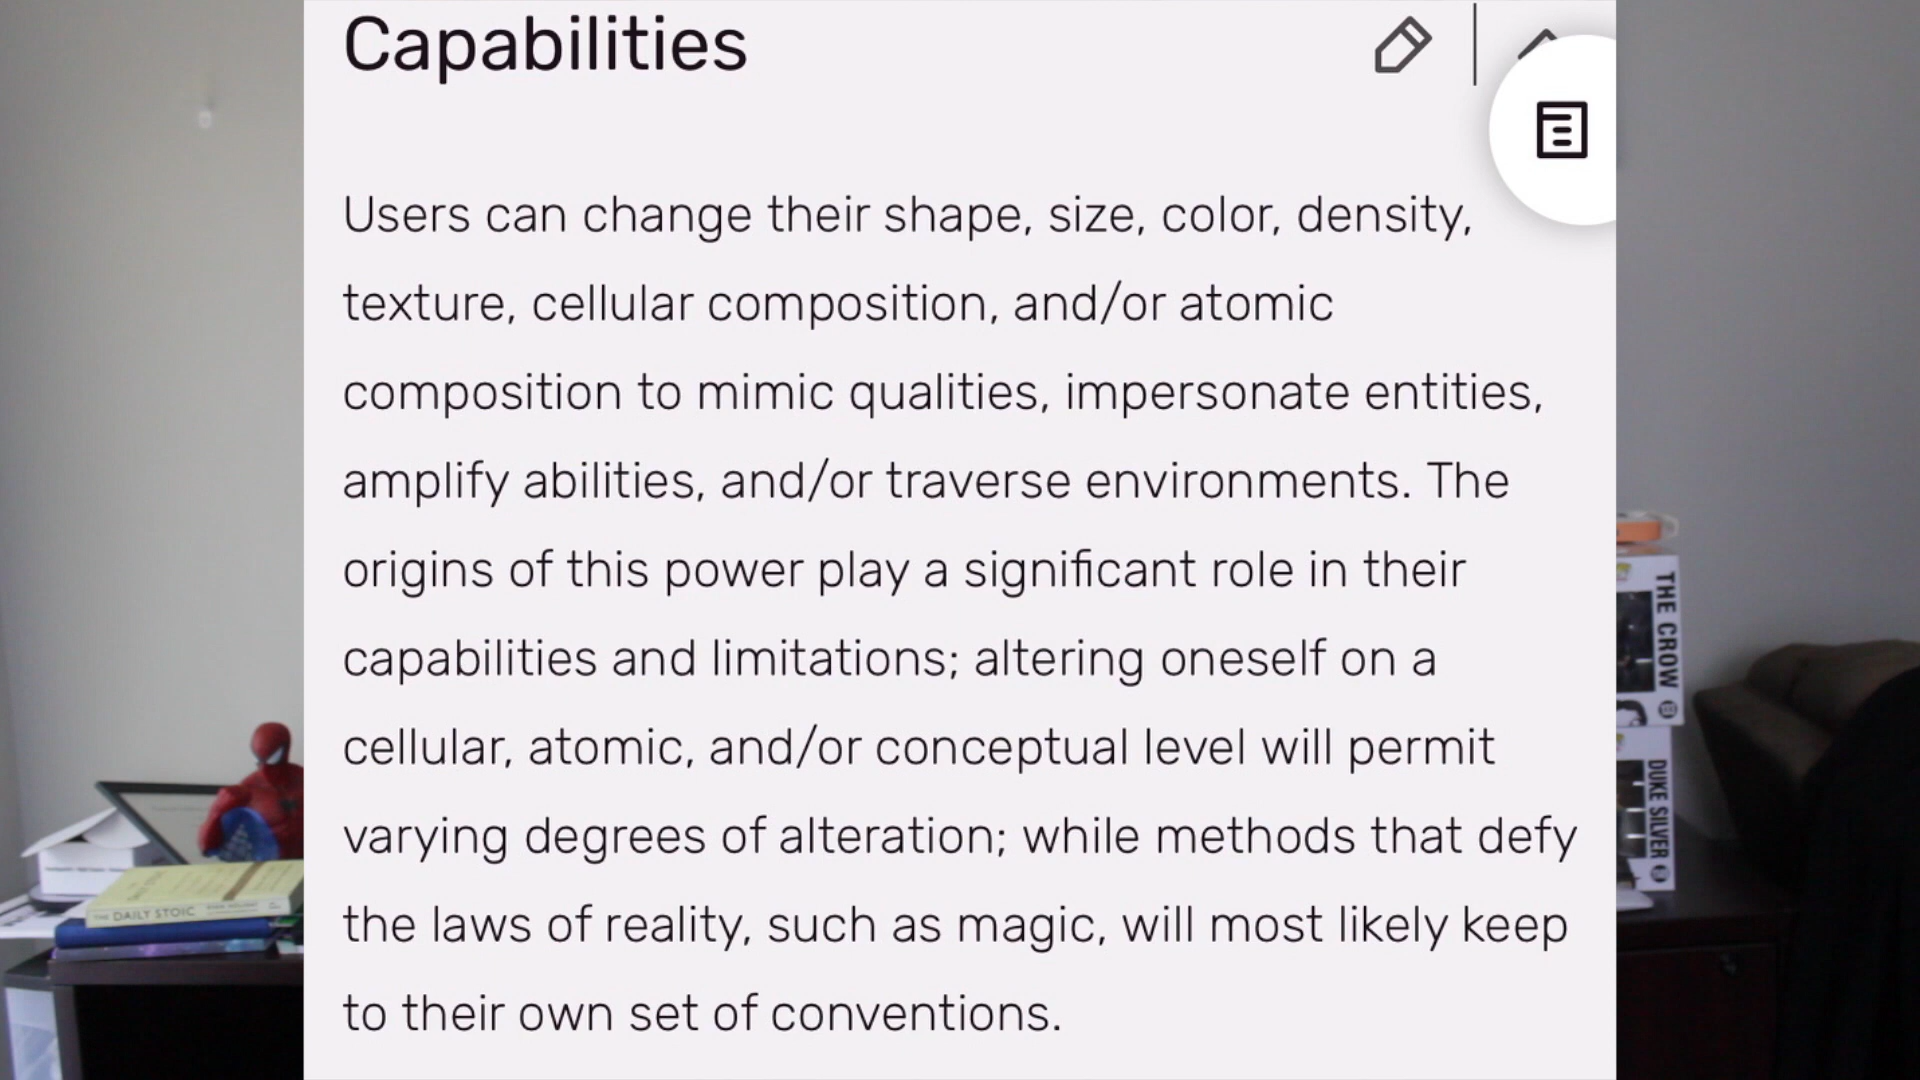 Capabilities
Users can change their shape, size, color, density,
texture, cellular composition, and/or atomic
composition to mimic qualities, impersonate entities,
amplify abilities, and/or traverse environments. The
origins of this power play a significant role in their
capabilities and limitations; altering oneself on a
cellular, atomic, and/or conceptual level will permit
varying degrees of alteration; while methods that defy
the laws of reality, such as magic, will most likely keep
to their own set of conventions.
THE DAILY STOIC
THE CROW
DUKE SILVER